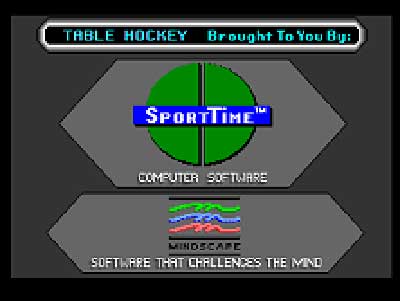 TABLE HOCKEY Brought To You By:
SPORTTIME™
COMPUTER SOFTWARE
MINDSCAPE
SOFTWARE THAT CHALLENGES THE MIND